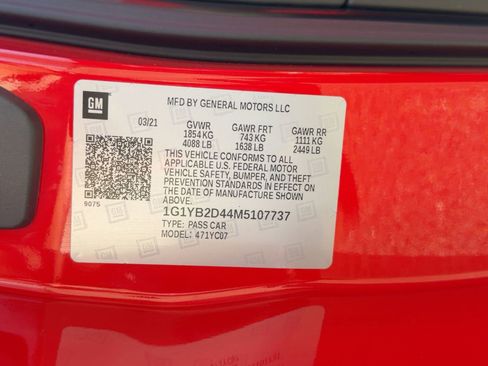 GM
MFD BY GENERAL MOTORS LLC
03/21 GVWR GAWR FRT GAWR RR
1854 KG 743 KG 1111 KG
4088 LB 1638 LB 2449 LB
THIS VEHICLE CONFORMS TO ALL
APPLICABLE U.S. FEDERAL MOTOR
VEHICLE SAFETY, BUMPER, AND THEFT
PREVENTION STANDARDS IN EFFECT ON
THE DATE OF MANUFACTURE SHOWN
ABOVE.
9075
1G1YB2D44M5107737
TYPE: PASS CAR
MODEL: 471YC07